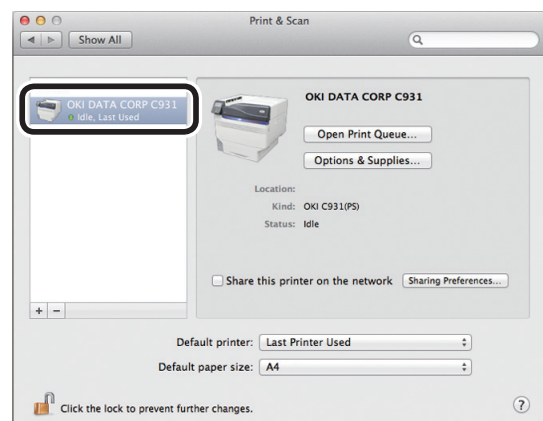 Print & Scan
Show All
OKI DATA CORP C931
Idle, Last Used
OKI DATA CORP C931
Open Print Queue...
Options & Supplies...
Location:
Kind: OKI C931(PS)
Status: Idle
Share this printer on the network Sharing Preferences...
+ −
Default printer: Last Printer Used
Default paper size: A4
Click the lock to prevent further changes. ?